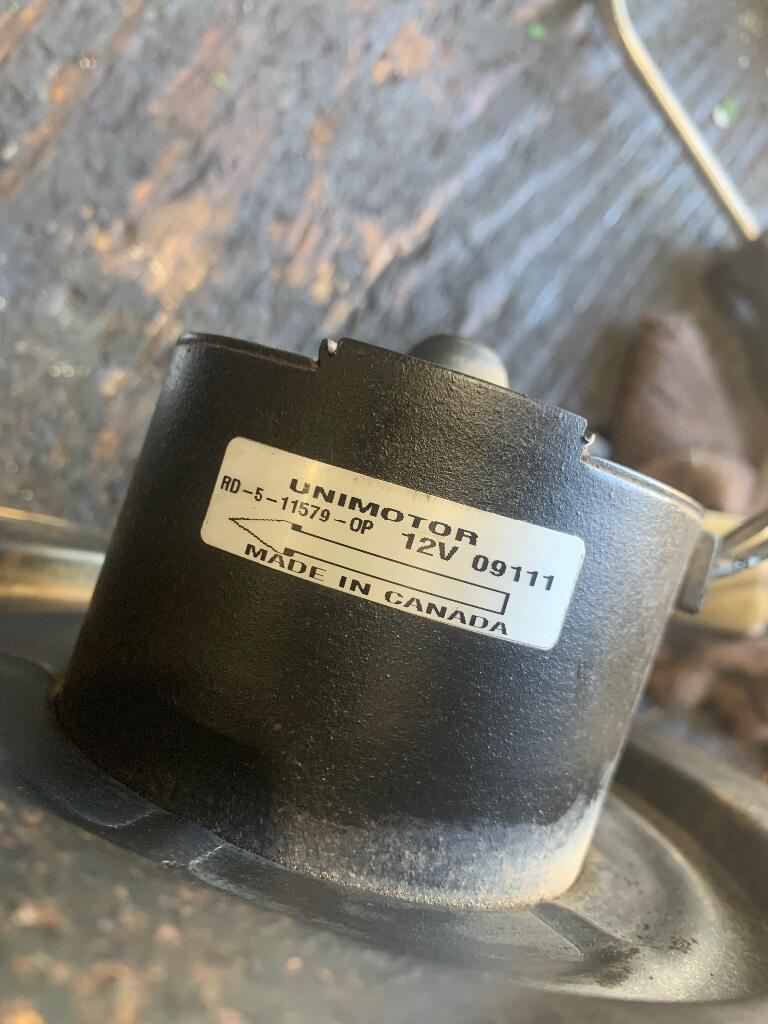 UNIMOTOR
RD-5-11579-OP 12V 09111
MADE IN CANADA